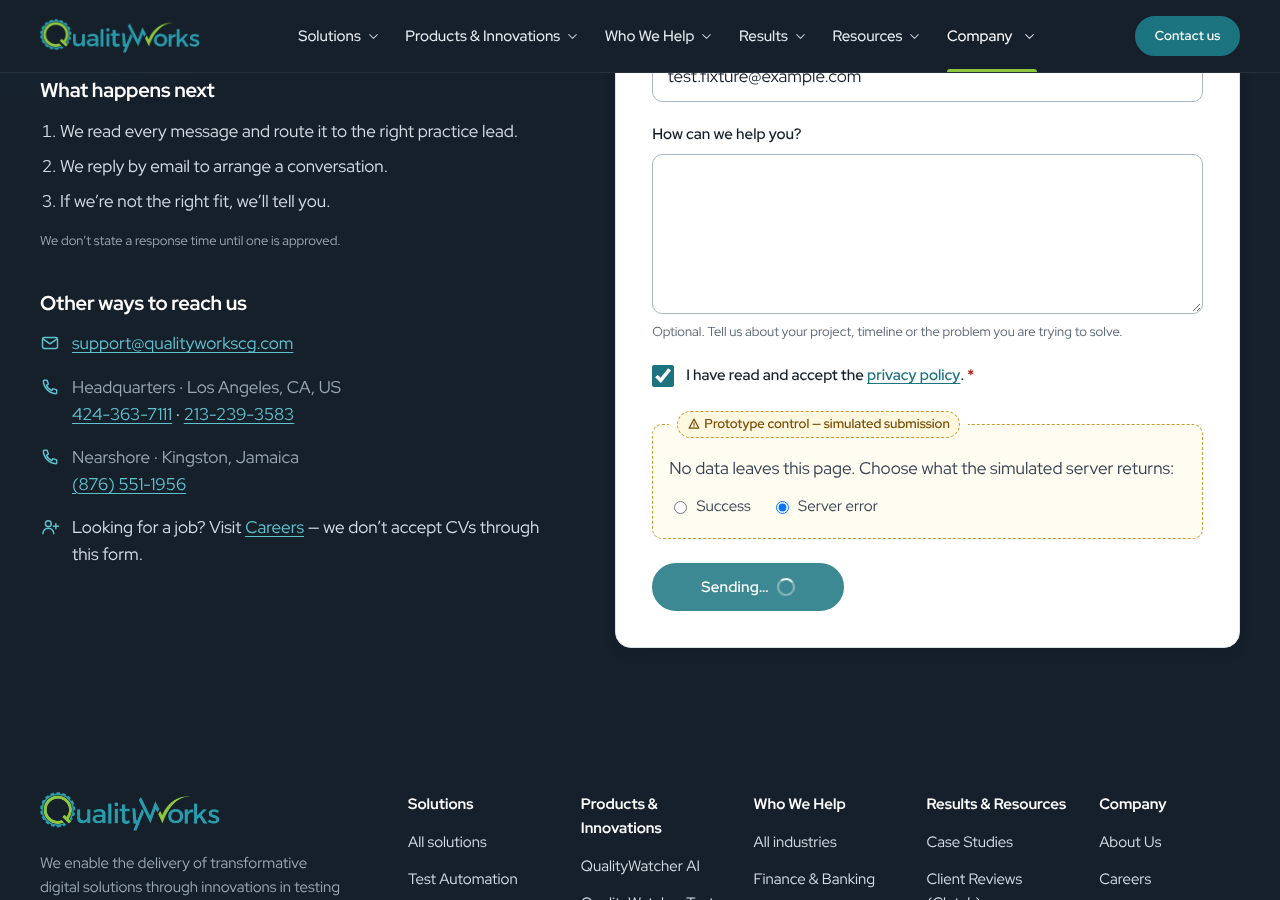 QualityWorks
Solutions
Products & Innovations
Who We Help
Results
Resources
Company
Contact us
What happens next
1. We read every message and route it to the right practice lead.
2. We reply by email to arrange a conversation.
3. If we’re not the right fit, we’ll tell you.
We don’t state a response time until one is approved.
Other ways to reach us
support@qualityworkscg.com
Headquarters · Los Angeles, CA, US
424-363-7111 · 213-239-3583
Nearshore · Kingston, Jamaica
(876) 551-1956
Looking for a job? Visit Careers — we don’t accept CVs through
this form.
test.fixture@example.com
How can we help you?
Optional. Tell us about your project, timeline or the problem you are trying to solve.
I have read and accept the privacy policy. *
Prototype control — simulated submission
No data leaves this page. Choose what the simulated server returns:
Success
Server error
Sending…
QualityWorks
We enable the delivery of transformative
digital solutions through innovations in testing
Solutions
All solutions
Test Automation
Products &
Innovations
QualityWatcher AI
Who We Help
All industries
Finance & Banking
Results & Resources
Case Studies
Client Reviews
Company
About Us
Careers